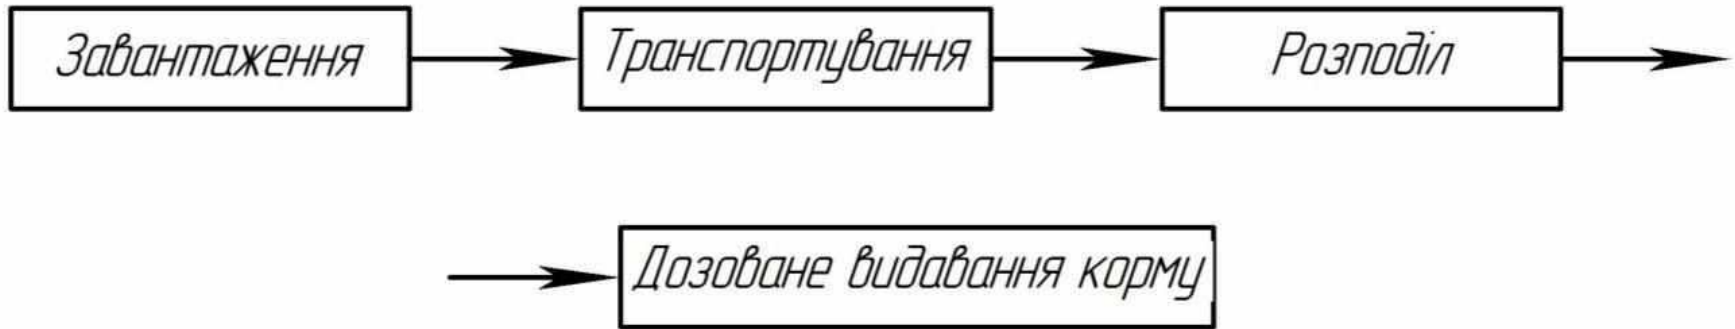 Завантаження
Транспортування
Розподіл
Дозоване видавання корму